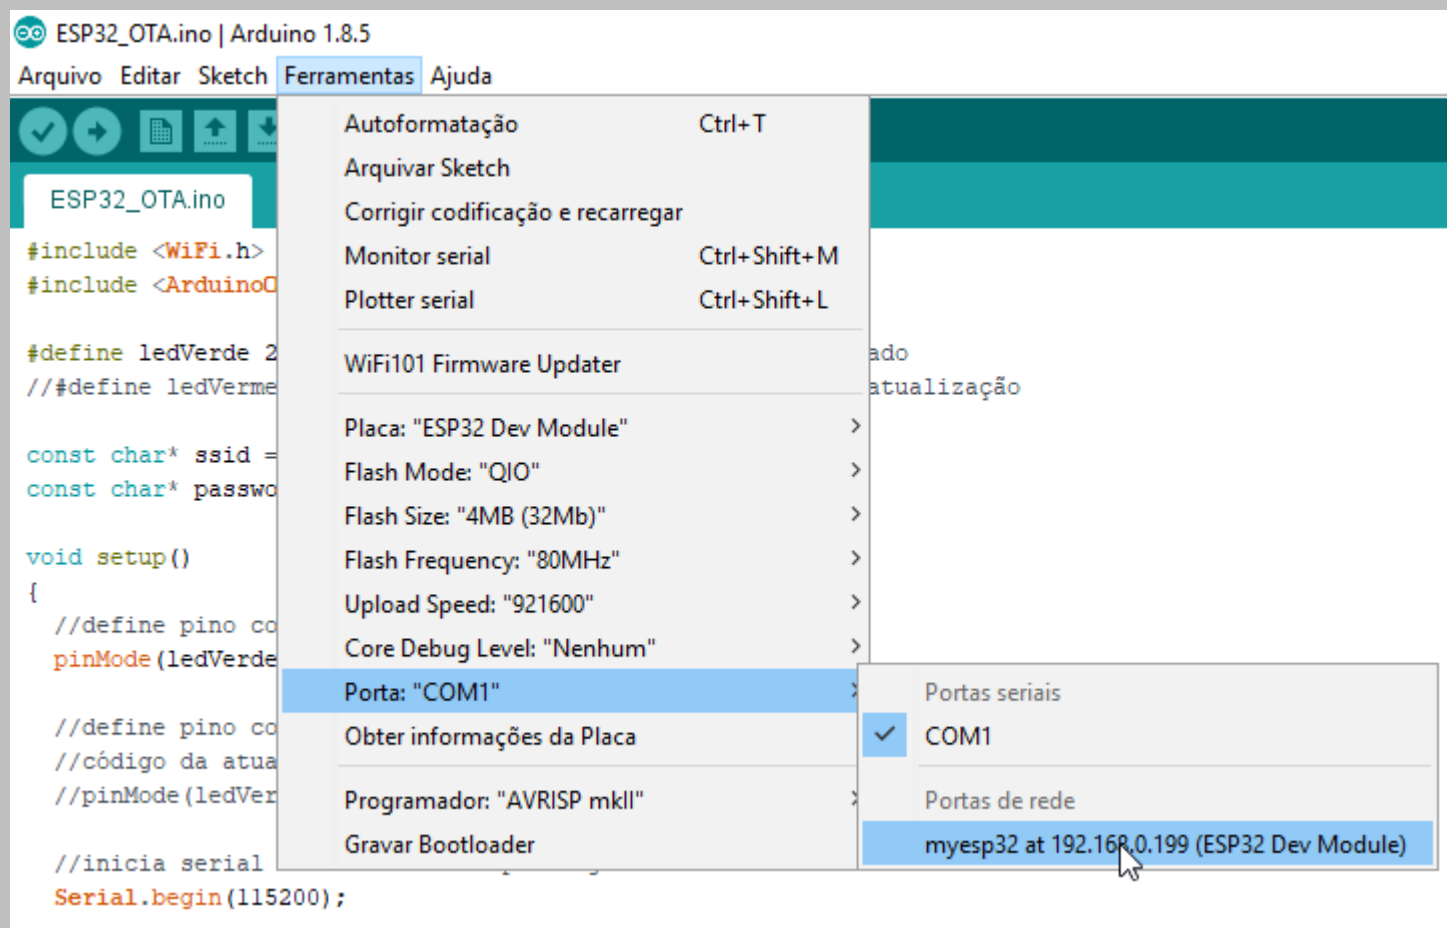 ESP32_OTA.ino | Arduino 1.8.5
Arquivo Editar Sketch Ferramentas Ajuda
Autoformatação Ctrl+T
Arquivar Sketch
Corrigir codificação e recarregar
Monitor serial Ctrl+Shift+M
Plotter serial Ctrl+Shift+L
WiFi101 Firmware Updater
Placa: "ESP32 Dev Module"
Flash Mode: "QIO"
Flash Size: "4MB (32Mb)"
Flash Frequency: "80MHz"
Upload Speed: "921600"
Core Debug Level: "Nenhum"
Porta: "COM1"
Obter informações da Placa
Programador: "AVRISP mkII"
Gravar Bootloader
Portas seriais
COM1
Portas de rede
myesp32 at 192.168.0.199 (ESP32 Dev Module)
ESP32_OTA.ino
#include <WiFi.h>
#include <ArduinoO
#define ledVerde 2 ado
//#define ledVerme atualização
const char* ssid =
const char* passwo
void setup()
{
//define pino co
pinMode(ledVerde
//define pino co
//código da atua
//pinMode(ledVer
//inicia serial
Serial.begin(115200);